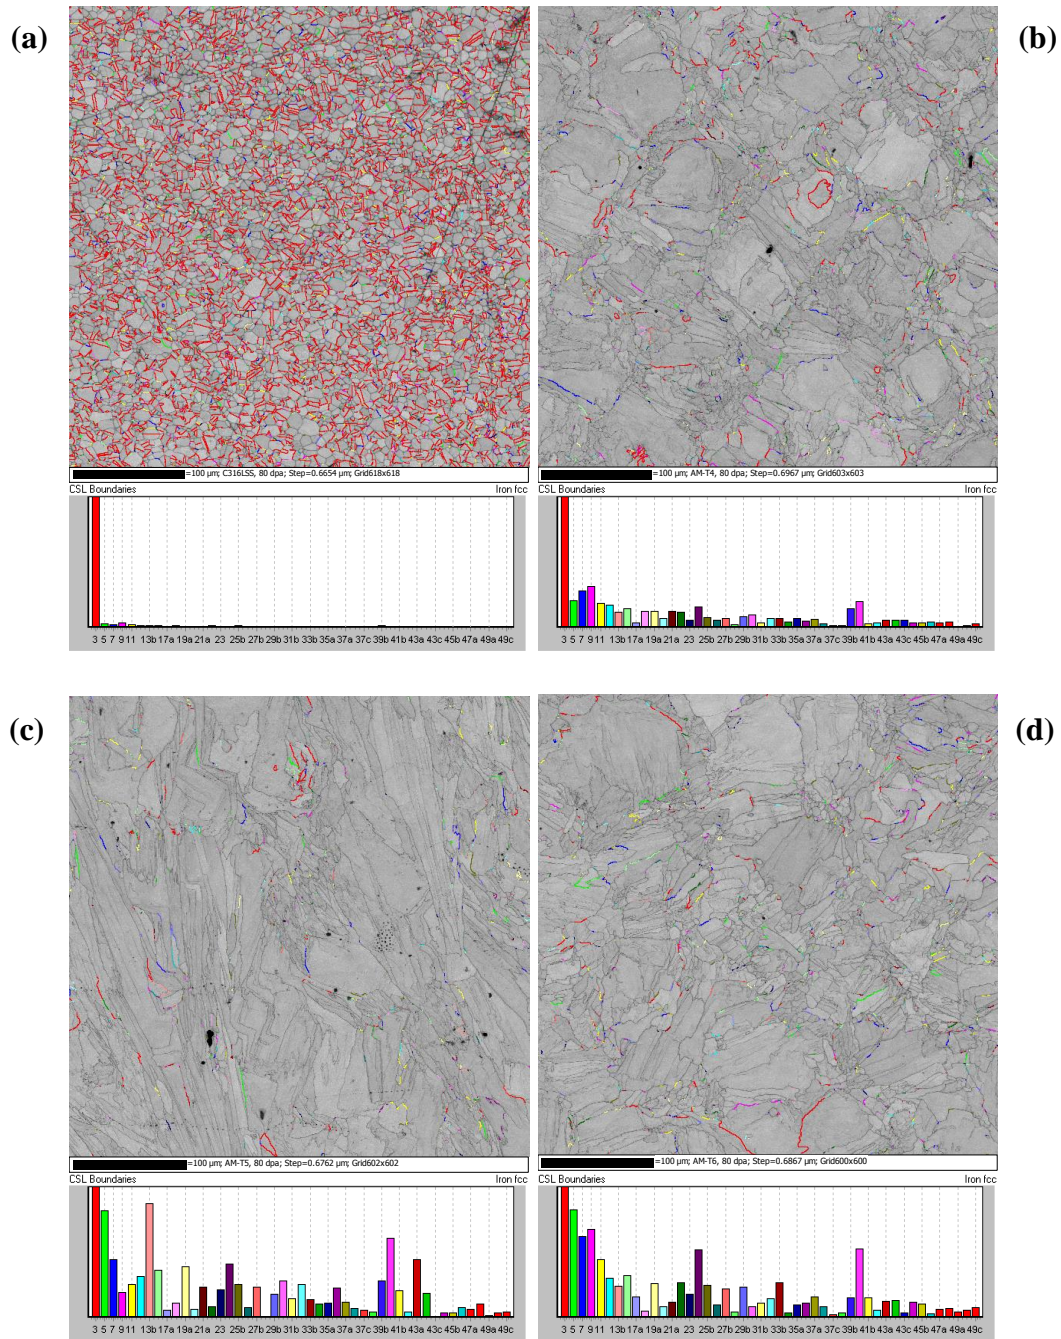 (a)
(b)
=100 µm; C316LSS, 80 dpa, Step=0.6654 µm; Grid618x618
=100 µm; AM-T4, 80 dpa; Step=0.6967 µm; Grid603x603
CSL Boundaries Iron fcc
CSL Boundaries Iron fcc
3 5 7 9 11 13b 17a 19a 21a 23 25b 27b 29b 31b 33b 35b 37a 37c 39b 41b 43a 43c 45b 47a 49a 49c
3 5 7 9 11 13b 17a 19a 21a 23 25b 27b 29b 31b 33b 35b 37a 37c 39b 41b 43a 43c 45b 47a 49a 49c
(c)
(d)
=100 µm; AM-T5, 80 dpa; Step=0.6762 µm; Grid602x602
=100 µm; AM-T6, 80 dpa; Step=0.6867 µm; Grid600x600
CSL Boundaries Iron fcc
CSL Boundaries Iron fcc
3 5 7 9 11 13b 17a 19a 21a 23 25b 27b 29b 31b 33b 35b 37a 37c 39b 41b 43a 43c 45b 47a 49a 49c
3 5 7 9 11 13b 17a 19a 21a 23 25b 27b 29b 31b 33b 35b 37a 37c 39b 41b 43a 43c 45b 47a 49a 49c